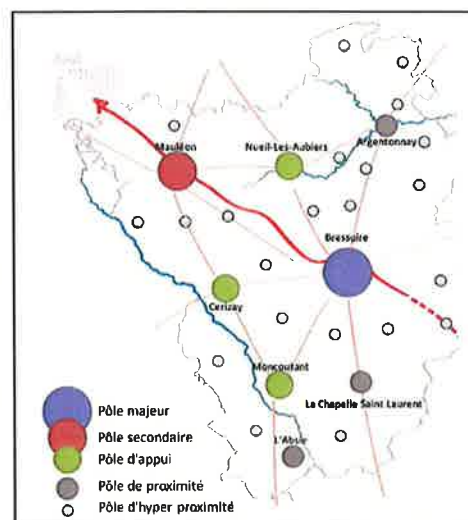 Mauléon
Nueil-Les-Aubiers
Argentonnay
Bressuire
Cerizay
Moncoutant
La Chapelle Saint Laurent
L'Absie
Pôle majeur
Pôle secondaire
Pôle d'appui
Pôle de proximité
Pôle d'hyper proximité